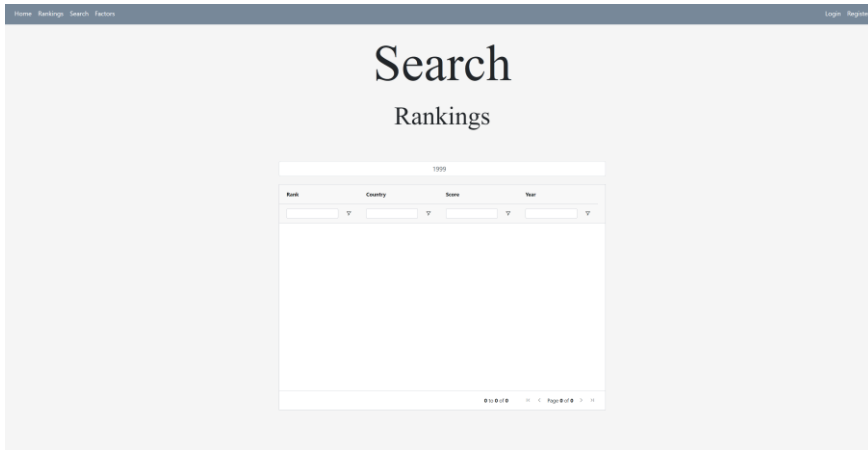 Home Rankings Search Factors Login Registe
Search
Rankings
1999
Rank Country Score Year
0 to 0 of 0 Page 0 of 0